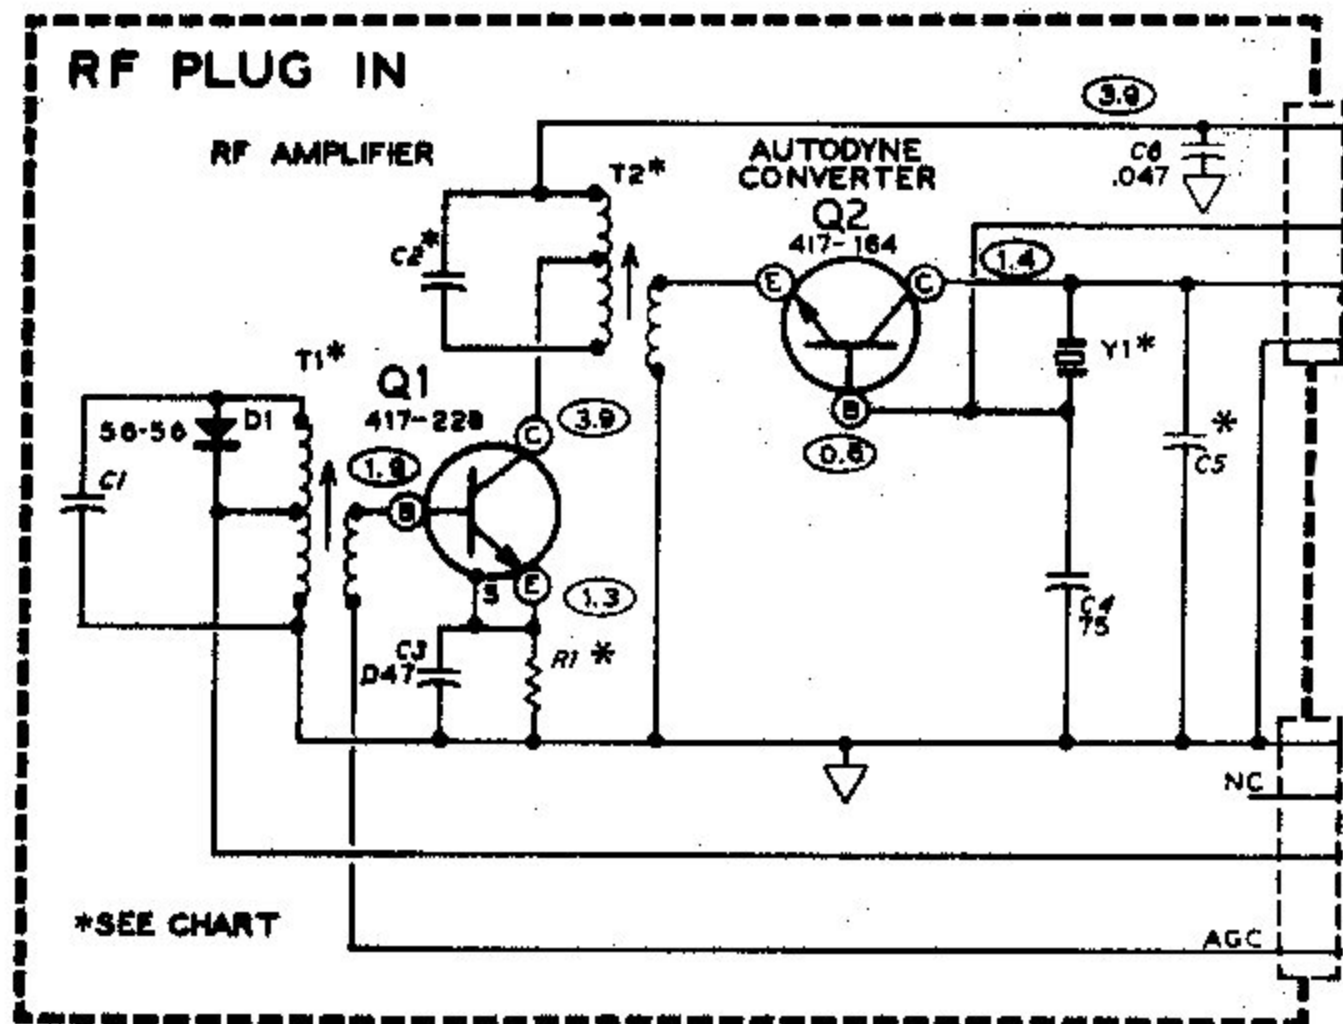 RF PLUG IN
RF AMPLIFIER
T2*
AUTODYNE
CONVERTER
Q2
417-164
3.9
C6
.047
C2*
E
C
1.4
Y1*
B
0.6
*
C5
T1*
Q1
417-228
C
3.9
56-56
D1
C1
1.9
B
S
E
1.3
C3
.047
R1 *
C4
75
NC
*SEE CHART
AGC